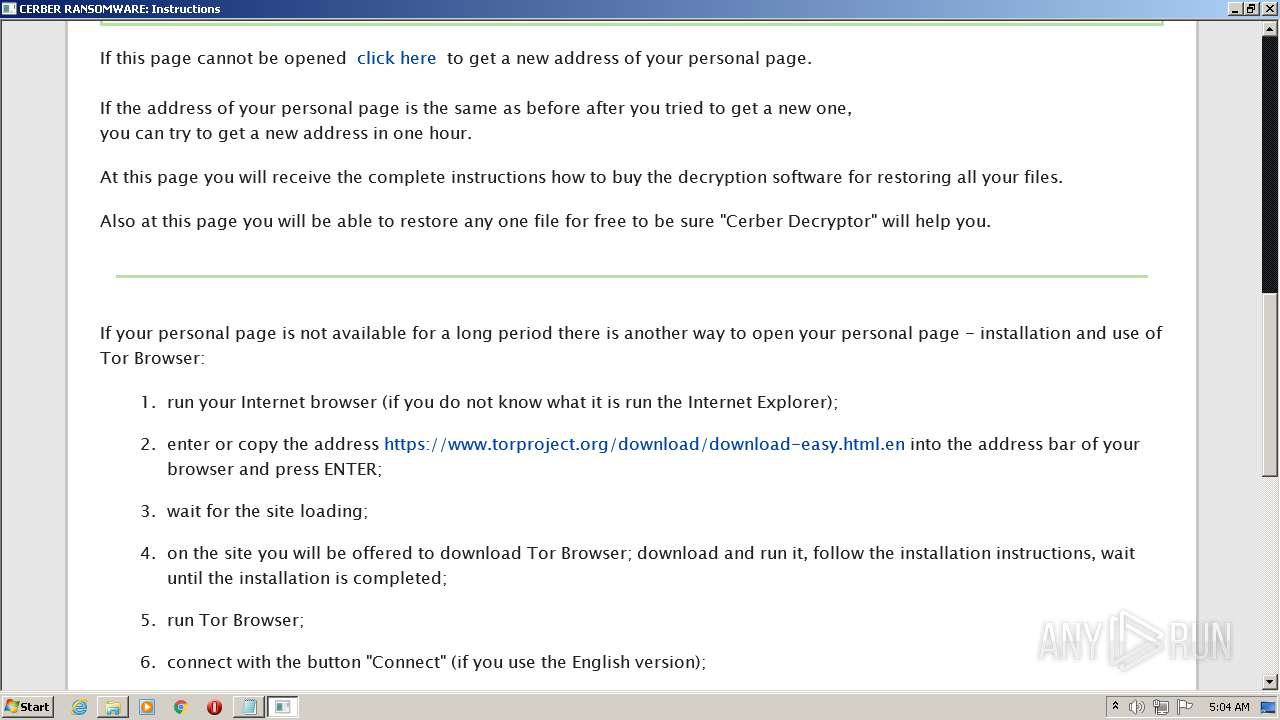 CERBER RANSOMWARE: Instructions
If this page cannot be opened click here to get a new address of your personal page.
If the address of your personal page is the same as before after you tried to get a new one,
you can try to get a new address in one hour.
At this page you will receive the complete instructions how to buy the decryption software for restoring all your files.
Also at this page you will be able to restore any one file for free to be sure "Cerber Decryptor" will help you.
If your personal page is not available for a long period there is another way to open your personal page – installation and use of
Tor Browser:
1. run your Internet browser (if you do not know what it is run the Internet Explorer);
2. enter or copy the address https://www.torproject.org/download/download-easy.html.en into the address bar of your
browser and press ENTER;
3. wait for the site loading;
4. on the site you will be offered to download Tor Browser; download and run it, follow the installation instructions, wait
until the installation is completed;
5. run Tor Browser;
6. connect with the button "Connect" (if you use the English version);
ANY RUN
Start
5:04 AM